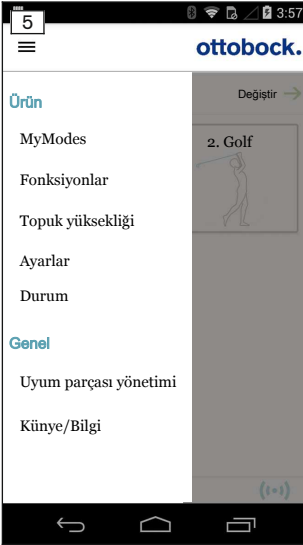 5
3:57
ottobock.
Ürün
Değiştir
MyModes
2. Golf
Fonksiyonlar
Topuk yüksekliği
Ayarlar
Durum
Genel
Uyum parçası yönetimi
Künye/Bilgi